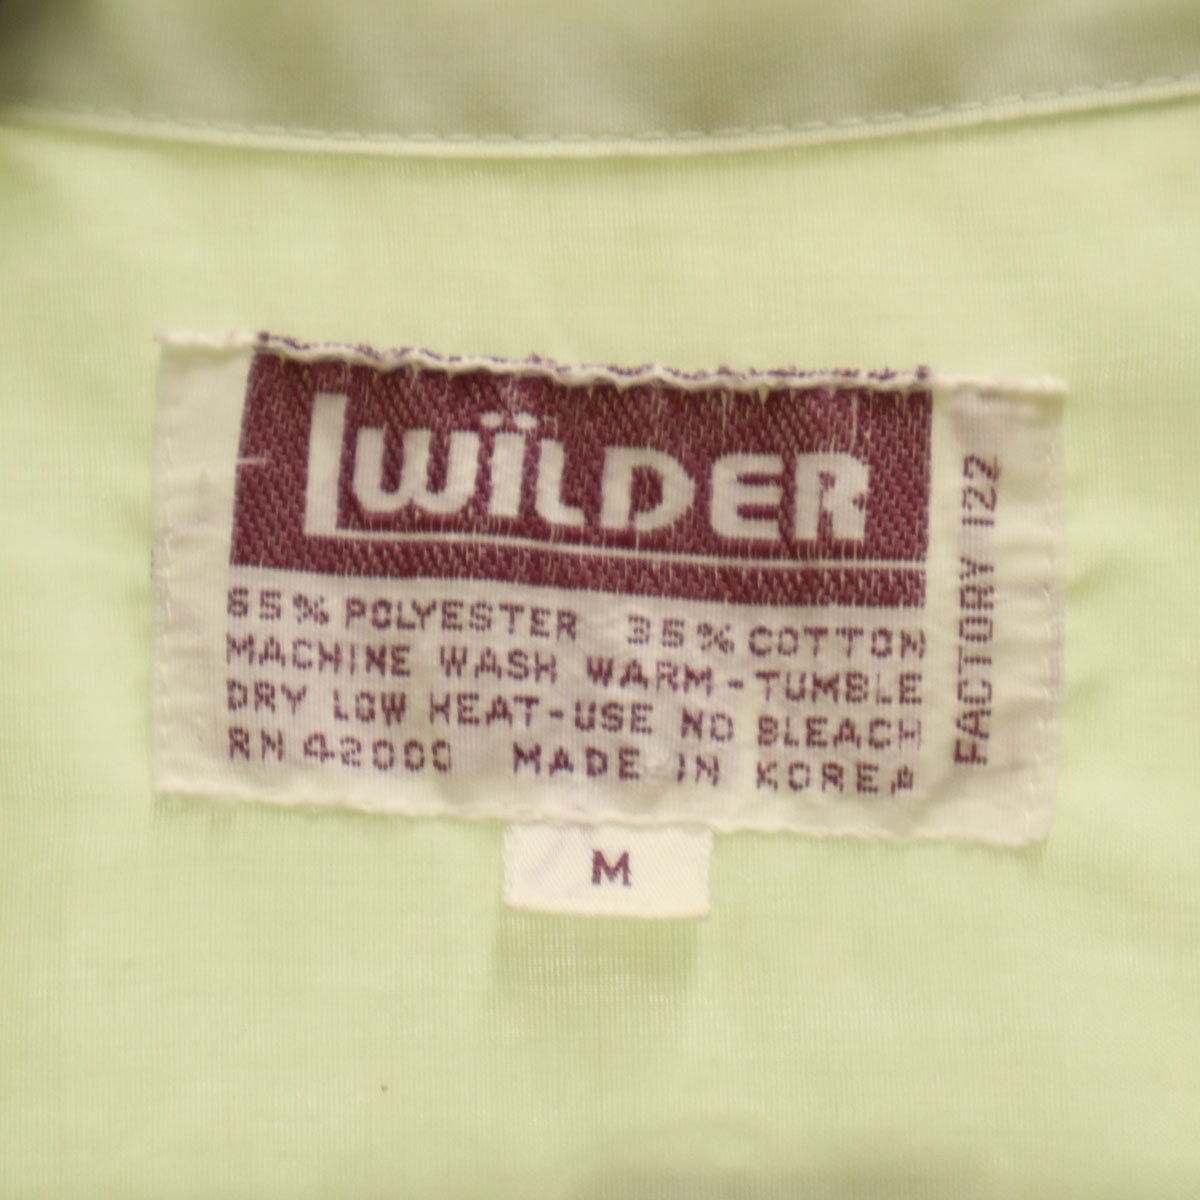 WÏLDER
65% POLYESTER 35% COTTON
MACHINE WASH WARM-TUMBLE
DRY LOW HEAT-USE NO BLEACH
RN 42000 MADE IN KOREA
FACTORY 122
M